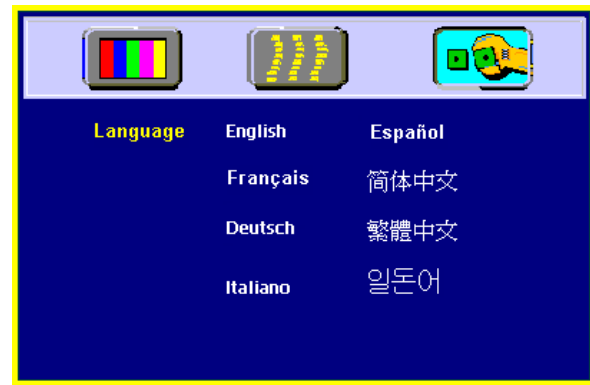 Language English Español
Français 简体中文
Deutsch 繁體中文
Italiano 일돈어